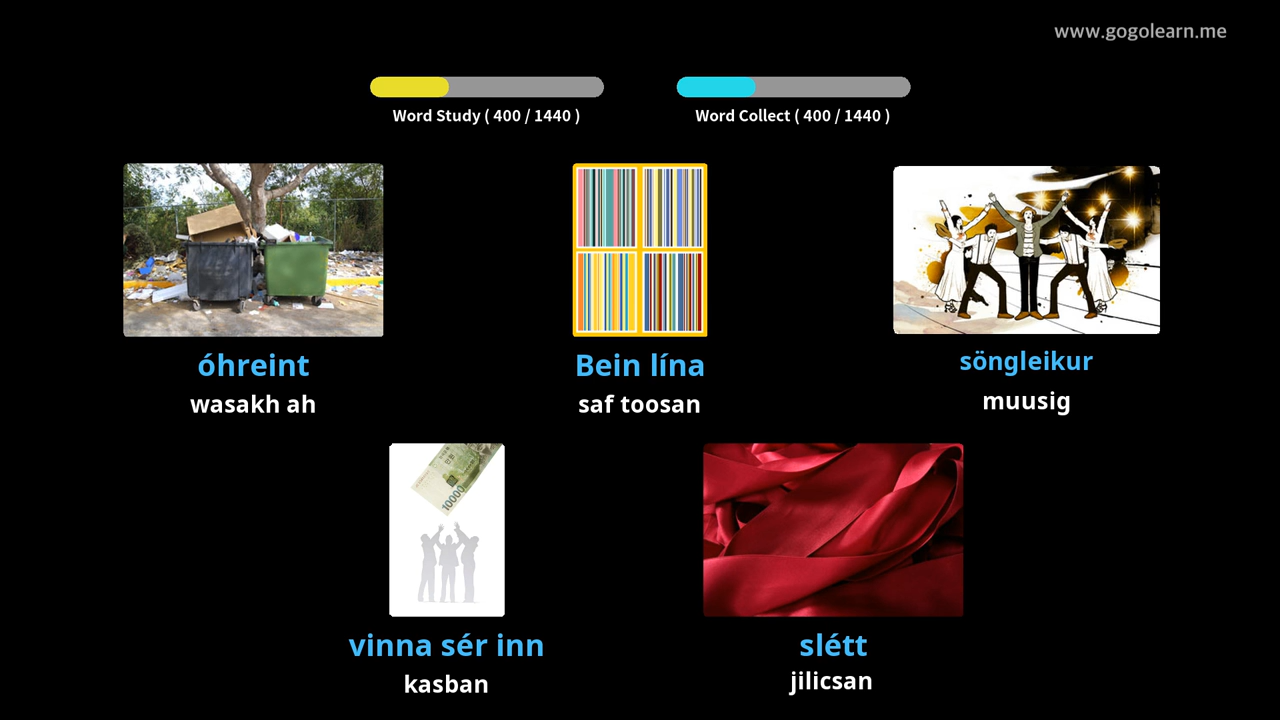 www.gogolearn.me
Word Study ( 400 / 1440 )
Word Collect ( 400 / 1440 )
óhreint
wasakh ah
Bein lína
saf toosan
söngleikur
muusig
10000
vinna sér inn
kasban
slétt
jilicsan